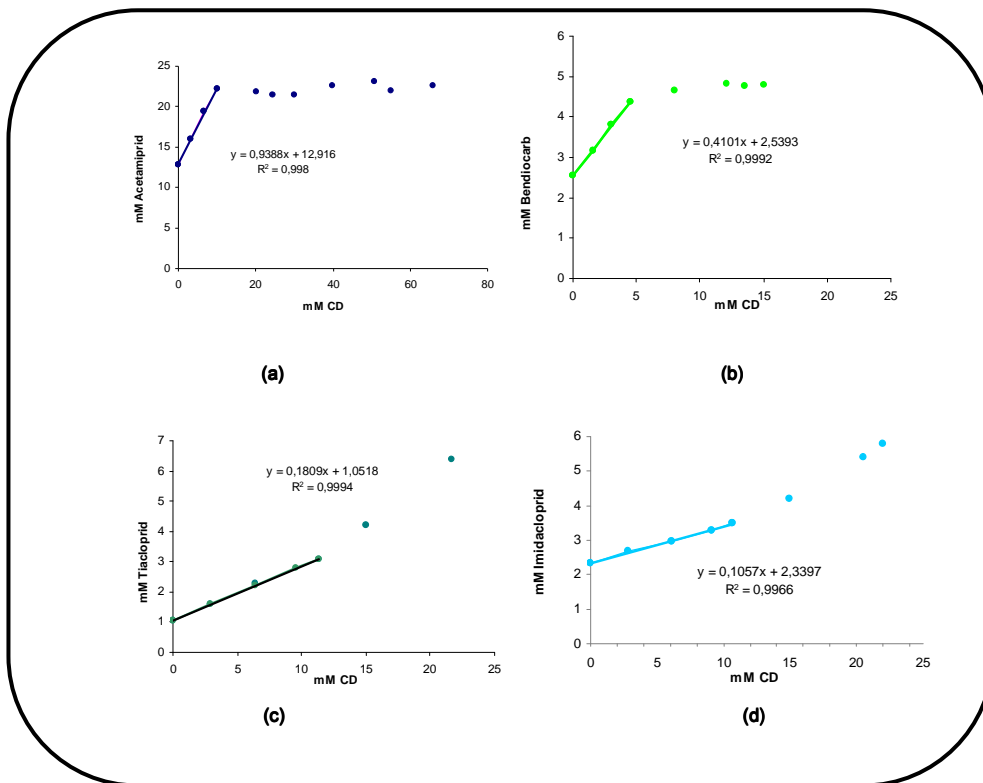 25
20
15
10
5
0
mM Acetamiprid
y = 0,9388x + 12,916
R² = 0,998
0 20 40 60 80
mM CD
(a)
6
5
4
3
2
1
0
mM Bendiocarb
y = 0,4101x + 2,5393
R² = 0,9992
0 5 10 15 20 25
mM CD
(b)
7
6
5
4
3
2
1
0
mM Tiacloprid
y = 0,1809x + 1,0518
R² = 0,9994
0 5 10 15 20 25
mM CD
(c)
6
5
4
3
2
1
0
mM Imidacloprid
y = 0,1057x + 2,3397
R² = 0,9966
0 5 10 15 20 25
mM CD
(d)